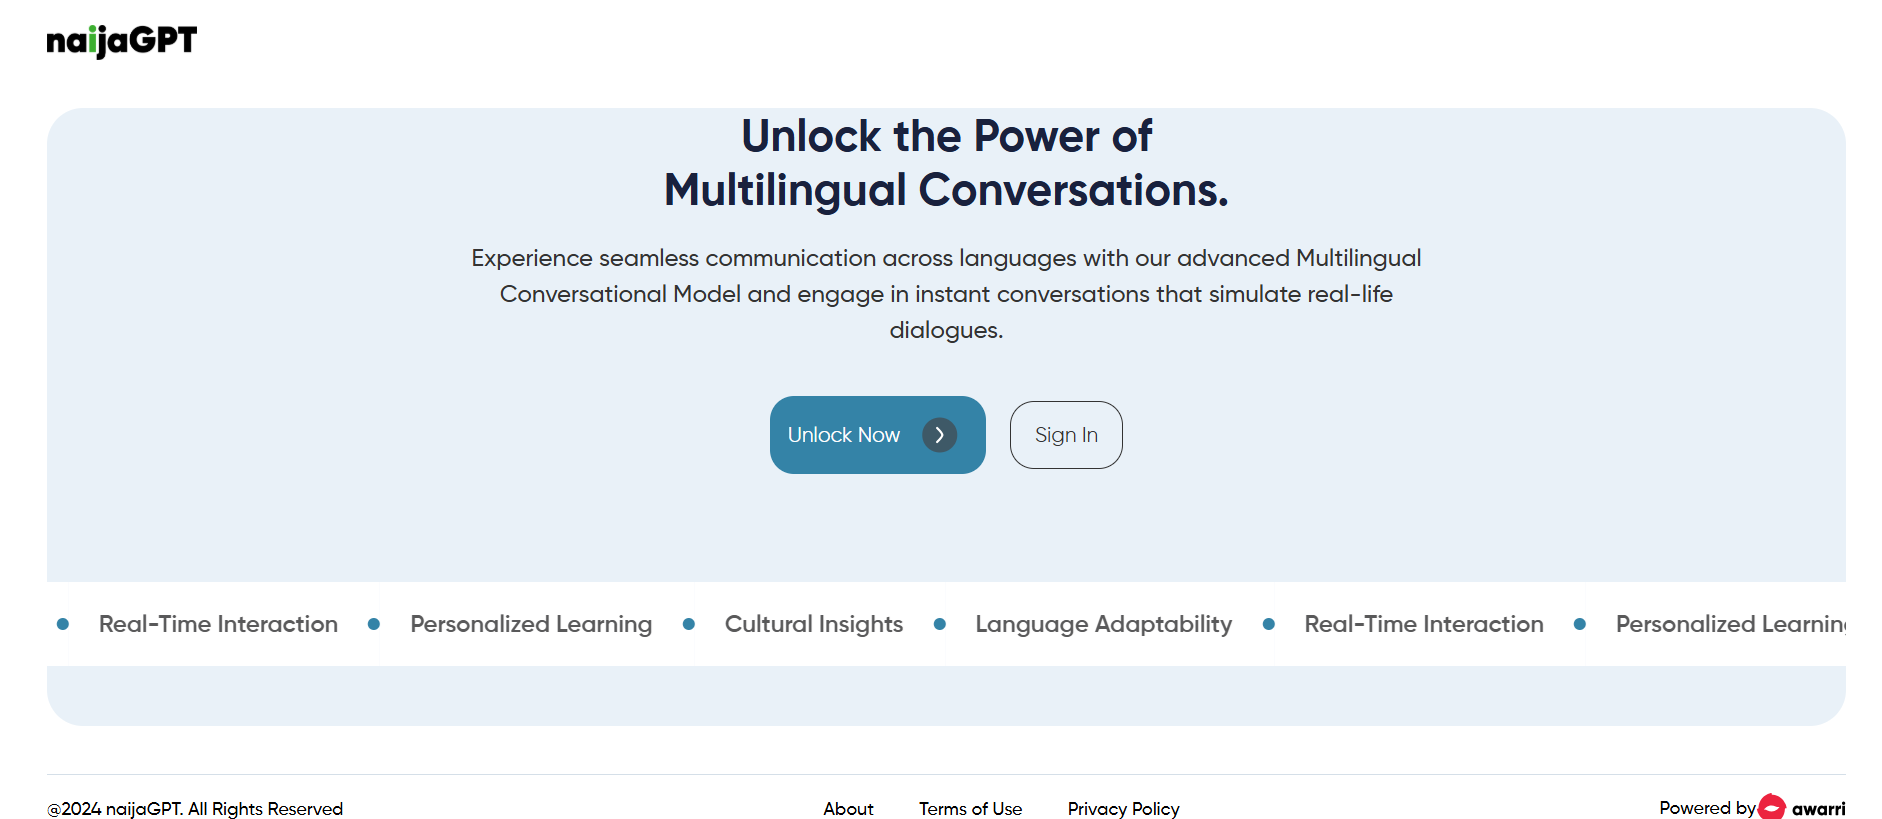 naijaGPT
Unlock the Power of
Multilingual Conversations.
Experience seamless communication across languages with our advanced Multilingual
Conversational Model and engage in instant conversations that simulate real-life
dialogues.
Unlock Now
Sign In
Real-Time Interaction
Personalized Learning
Cultural Insights
Language Adaptability
Real-Time Interaction
Personalized Learning
@2024 naijaGPT. All Rights Reserved
About
Terms of Use
Privacy Policy
Powered by awarri